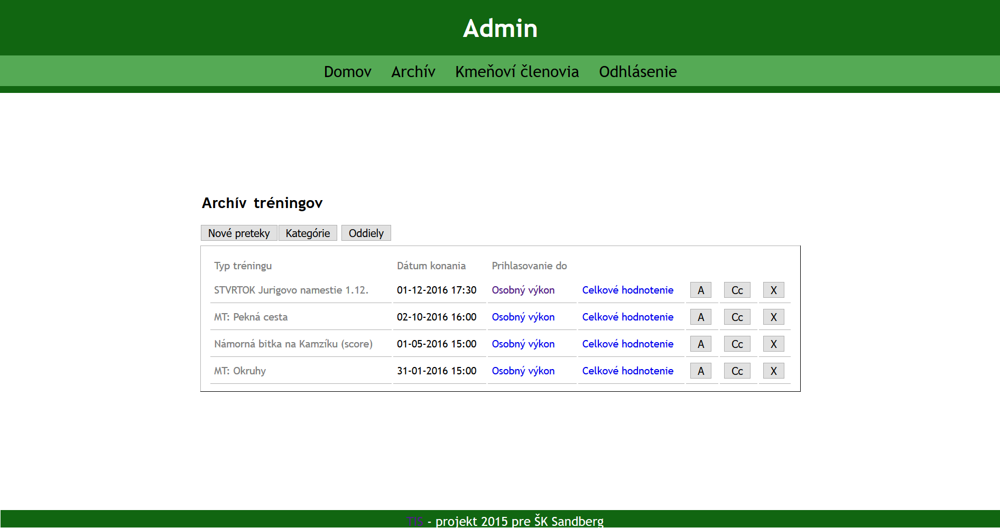 Admin
Domov Archív Kmeňoví členovia Odhlásenie
Archív tréningov
Nové preteky Kategórie Oddiely
Typ tréningu Dátum konania Prihlasovanie do
STVRTOK Jurigovo namestie 1.12. 01-12-2016 17:30 Osobný výkon Celkové hodnotenie A Cc X
MT: Pekná cesta 02-10-2016 16:00 Osobný výkon Celkové hodnotenie A Cc X
Námorná bitka na Kamzíku (score) 01-05-2016 15:00 Osobný výkon Celkové hodnotenie A Cc X
MT: Okruhy 31-01-2016 15:00 Osobný výkon Celkové hodnotenie A Cc X
TIS - projekt 2015 pre ŠK Sandberg